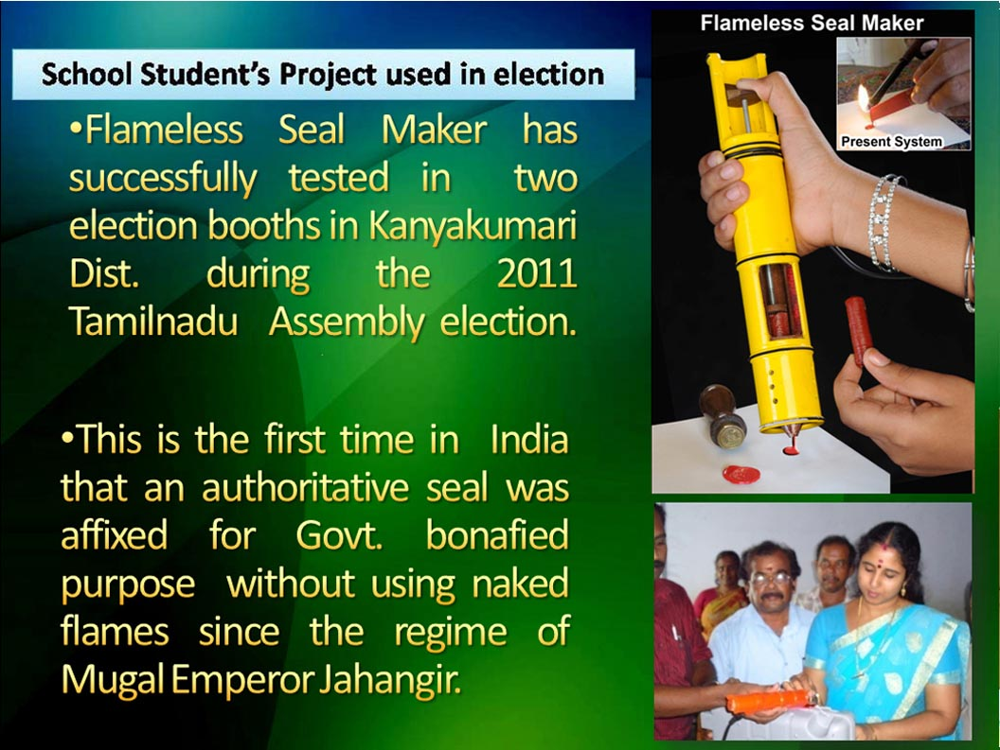 School Student's Project used in election
•Flameless Seal Maker has
successfully tested in two
election booths in Kanyakumari
Dist. during the 2011
Tamilnadu Assembly election.
•This is the first time in India
that an authoritative seal was
affixed for Govt. bonafied
purpose without using naked
flames since the regime of
Mugal Emperor Jahangir.
Flameless Seal Maker
Present System